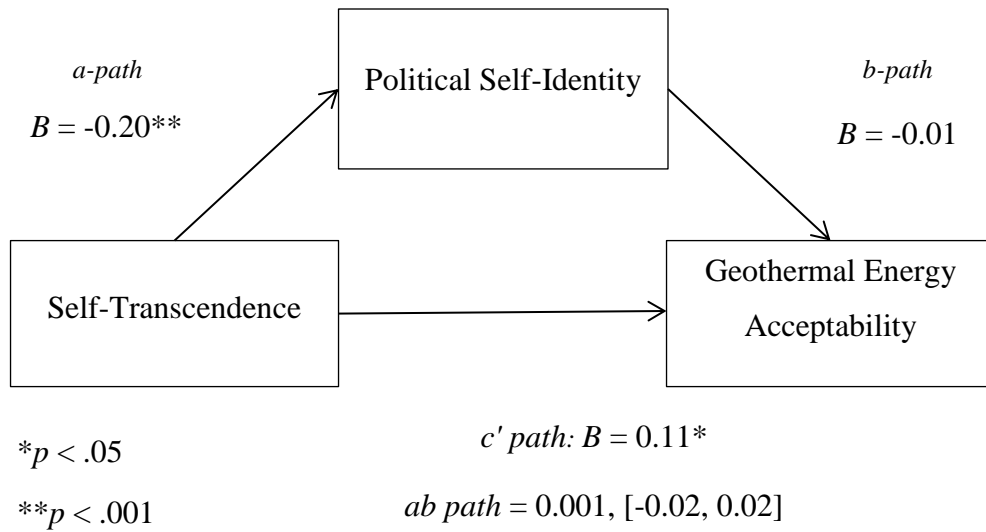 a-path
B = -0.20**
Political Self-Identity
b-path
B = -0.01
Self-Transcendence
Geothermal Energy
Acceptability
*p < .05
**p < .001
c' path: B = 0.11*
ab path = 0.001, [-0.02, 0.02]